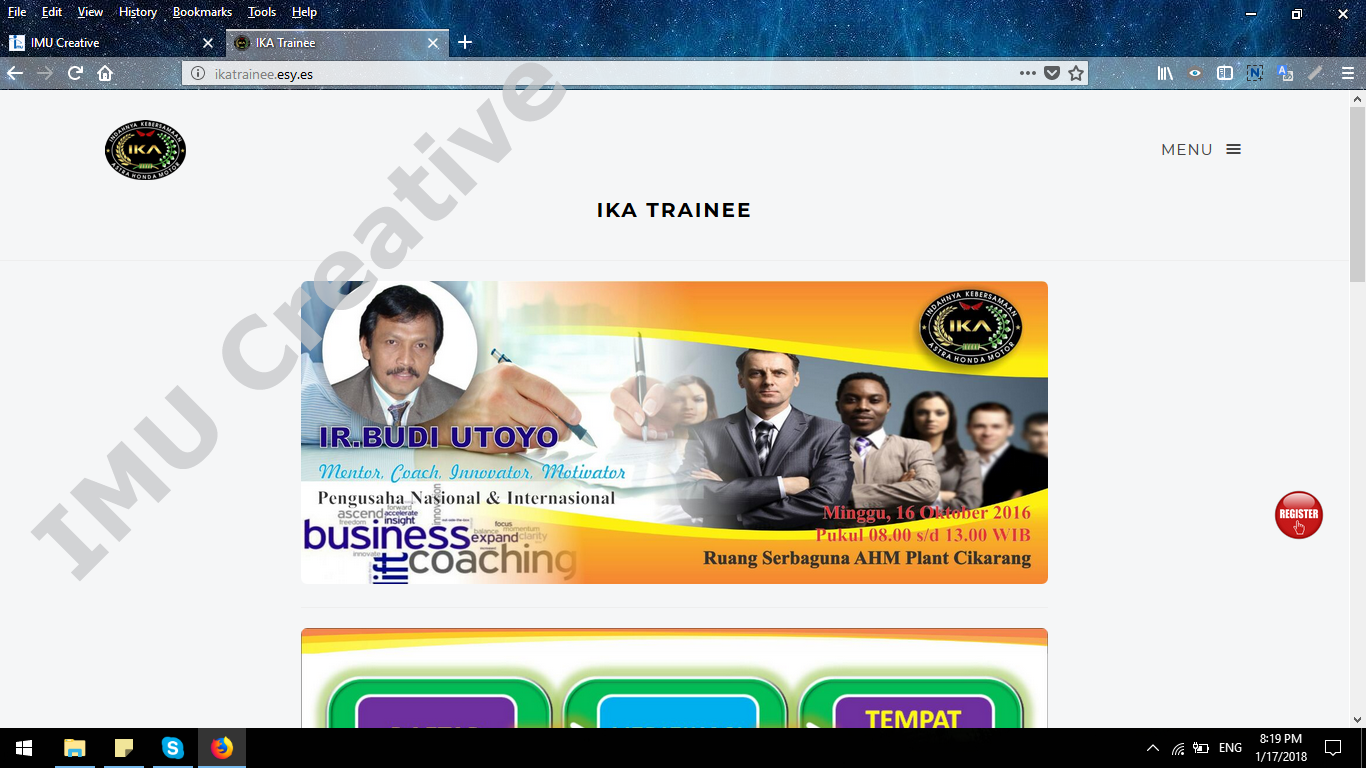 File Edit View History Bookmarks Tools Help
IMU Creative
IKA Trainee
ikatrainee.esy.es
INDAHNYA KEBERSAMAAN
IKA
ASTRA HONDA MOTOR
MENU
IKA TRAINEE
IMU Creative
INDAHNYA KEBERSAMAAN
IKA
ASTRA HONDA MOTOR
IR.BUDI UTOYO
Mentor, Coach, Innovator, Motivator
Pengusaha Nasional & Internasional
innovation
forward
ascend accelerate
freedom insight
focus
balance momentum
business expand clarity
innovate
lift coaching
Minggu, 16 Oktober 2016
Pukul 08.00 s/d 13.00 WIB
Ruang Serbaguna AHM Plant Cikarang
REGISTER
TEMPAT
ENG
8:19 PM
1/17/2018